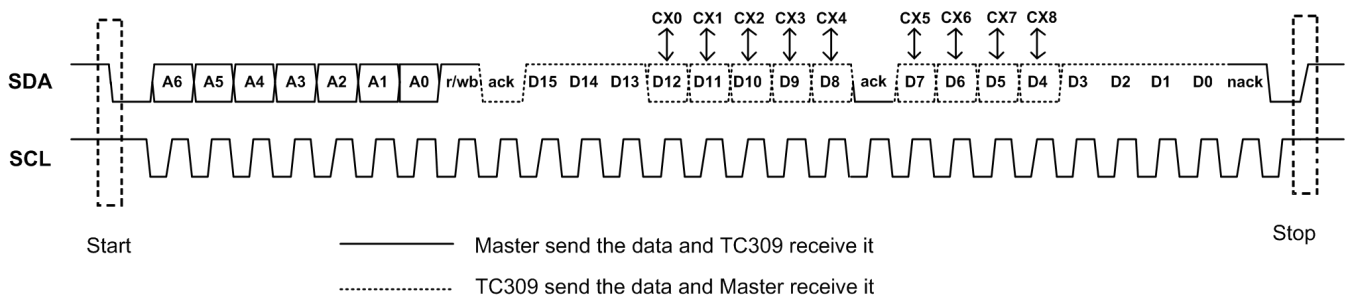 CX0 CX1 CX2 CX3 CX4 CX5 CX6 CX7 CX8
SDA A6 A5 A4 A3 A2 A1 A0 r/wb ack D15 D14 D13 D12 D11 D10 D9 D8 ack D7 D6 D5 D4 D3 D2 D1 D0 nack
SCL
Start
Stop
Master send the data and TC309 receive it
TC309 send the data and Master receive it